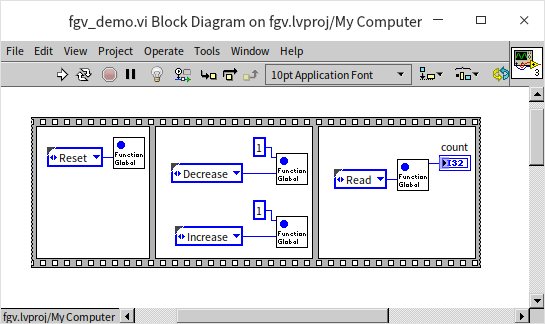 fgv_demo.vi Block Diagram on fgv.lvproj/My Computer
File Edit View Project Operate Tools Window Help
10pt Application Font
3
Reset
Function
Global
1
Decrease
Function
Global
1
Increase
Function
Global
Read
Function
Global
count
I32
fgv.lvproj/My Computer